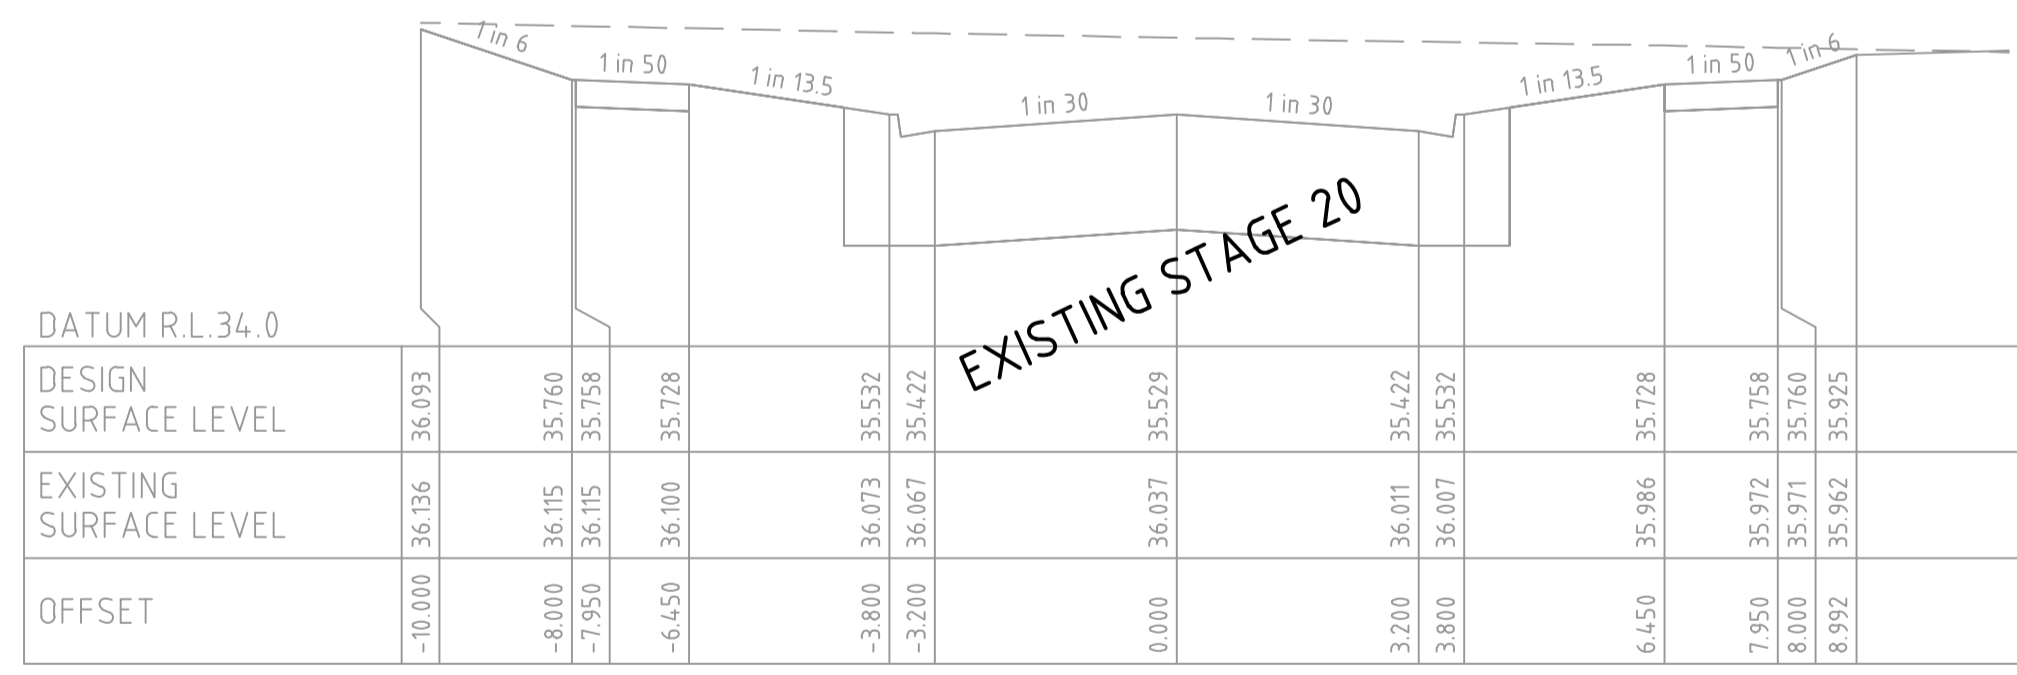 1 in 6
1 in 50
1 in 13.5
1 in 30
1 in 30
1 in 13.5
1 in 50
1 in 6
EXISTING STAGE 20
DATUM R.L.34.0
DESIGN
SURFACE LEVEL
36.093
35.760
35.758
35.728
35.532
35.422
35.529
35.422
35.532
35.728
35.758
35.760
35.925
EXISTING
SURFACE LEVEL
36.136
36.115
36.115
36.100
36.073
36.067
36.037
36.011
36.007
35.986
35.972
35.971
35.962
OFFSET
-10.000
-8.000
-7.950
-6.450
-3.800
-3.200
0.000
3.200
3.800
6.450
7.950
8.000
8.992